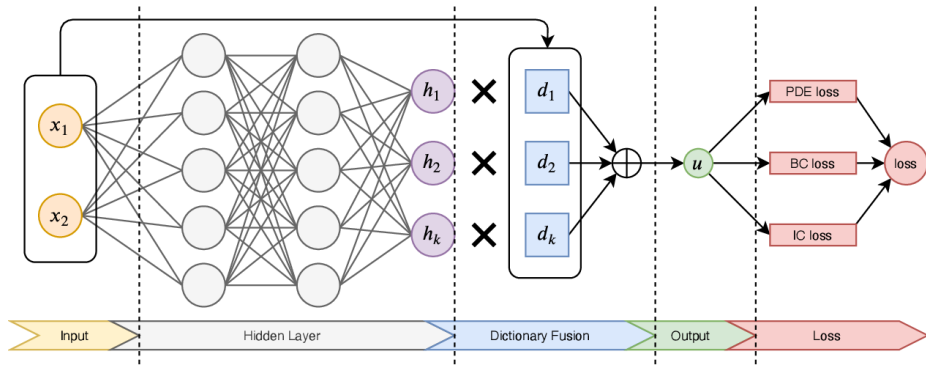 x₁
x₂
h₁
h₂
hₖ
×
×
×
d₁
d₂
dₖ
u
PDE loss
BC loss
IC loss
loss
Input
Hidden Layer
Dictionary Fusion
Output
Loss